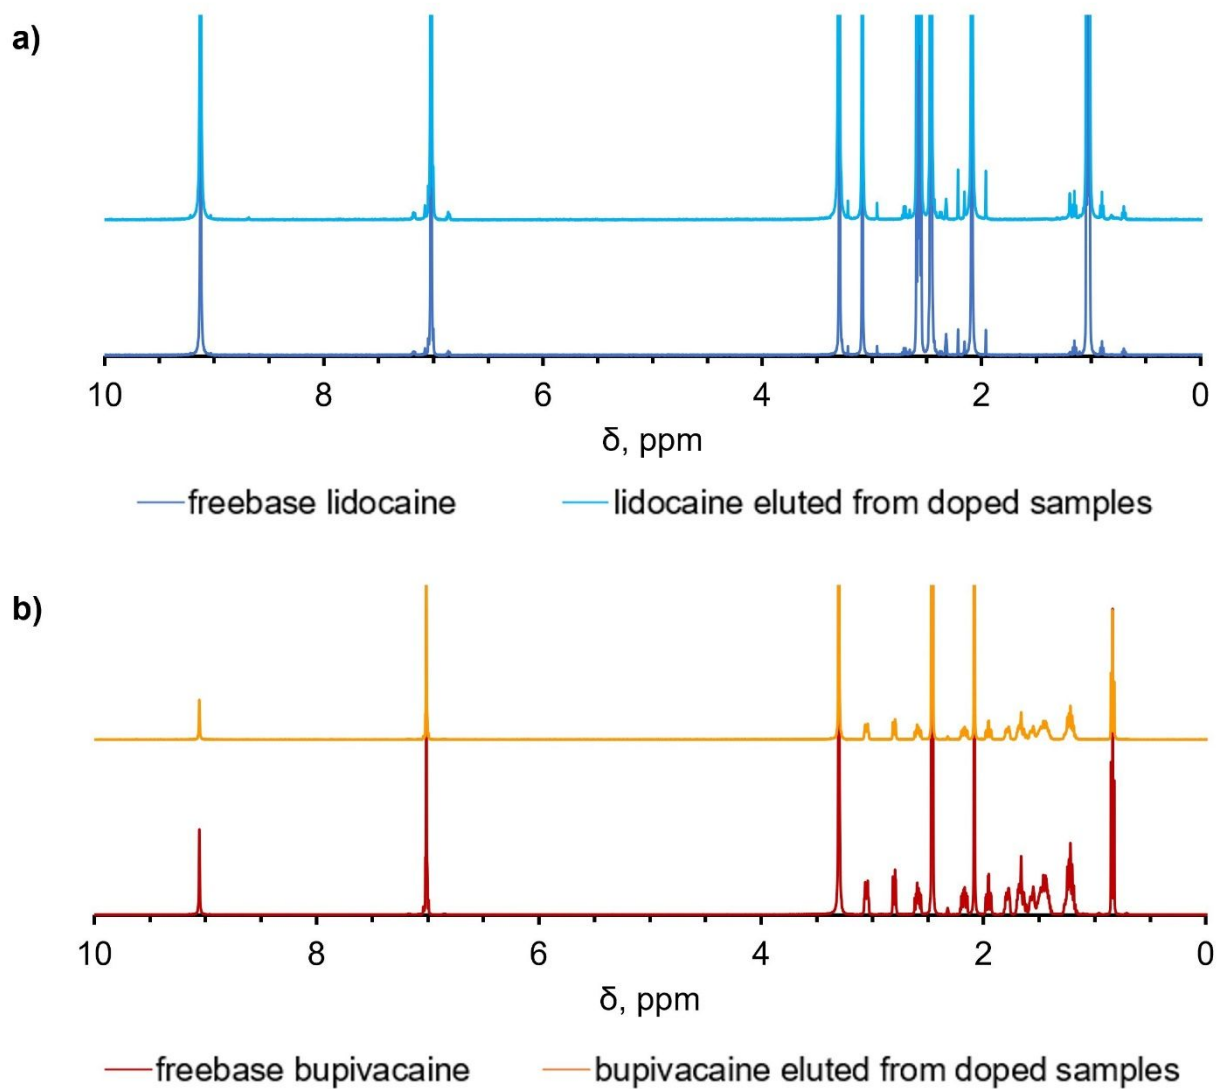 a)
10 8 6 4 2 0
δ, ppm
freebase lidocaine lidocaine eluted from doped samples
b)
10 8 6 4 2 0
δ, ppm
freebase bupivacaine bupivacaine eluted from doped samples